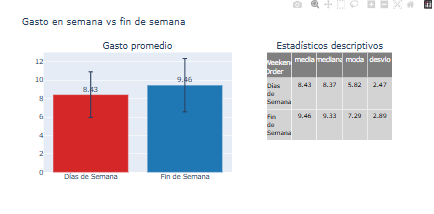 Gasto en semana vs fin de semana
Gasto promedio
12
10
8
6
4
2
0
8.43
9.46
Días de Semana
Fin de Semana
Estadísticos descriptivos
Weekend Order media mediana moda desvio
Días de Semana 8.43 8.37 5.82 2.47
Fin de Semana 9.46 9.33 7.29 2.89